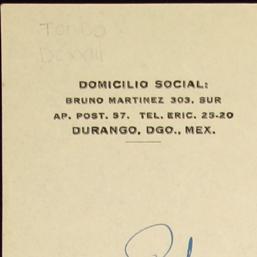 DOMICILIO SOCIAL:
BRUNO MARTINEZ 303. SUR
AP. POST. 57. TEL. ERIC. 25-20
DURANGO, DGO., MEX.